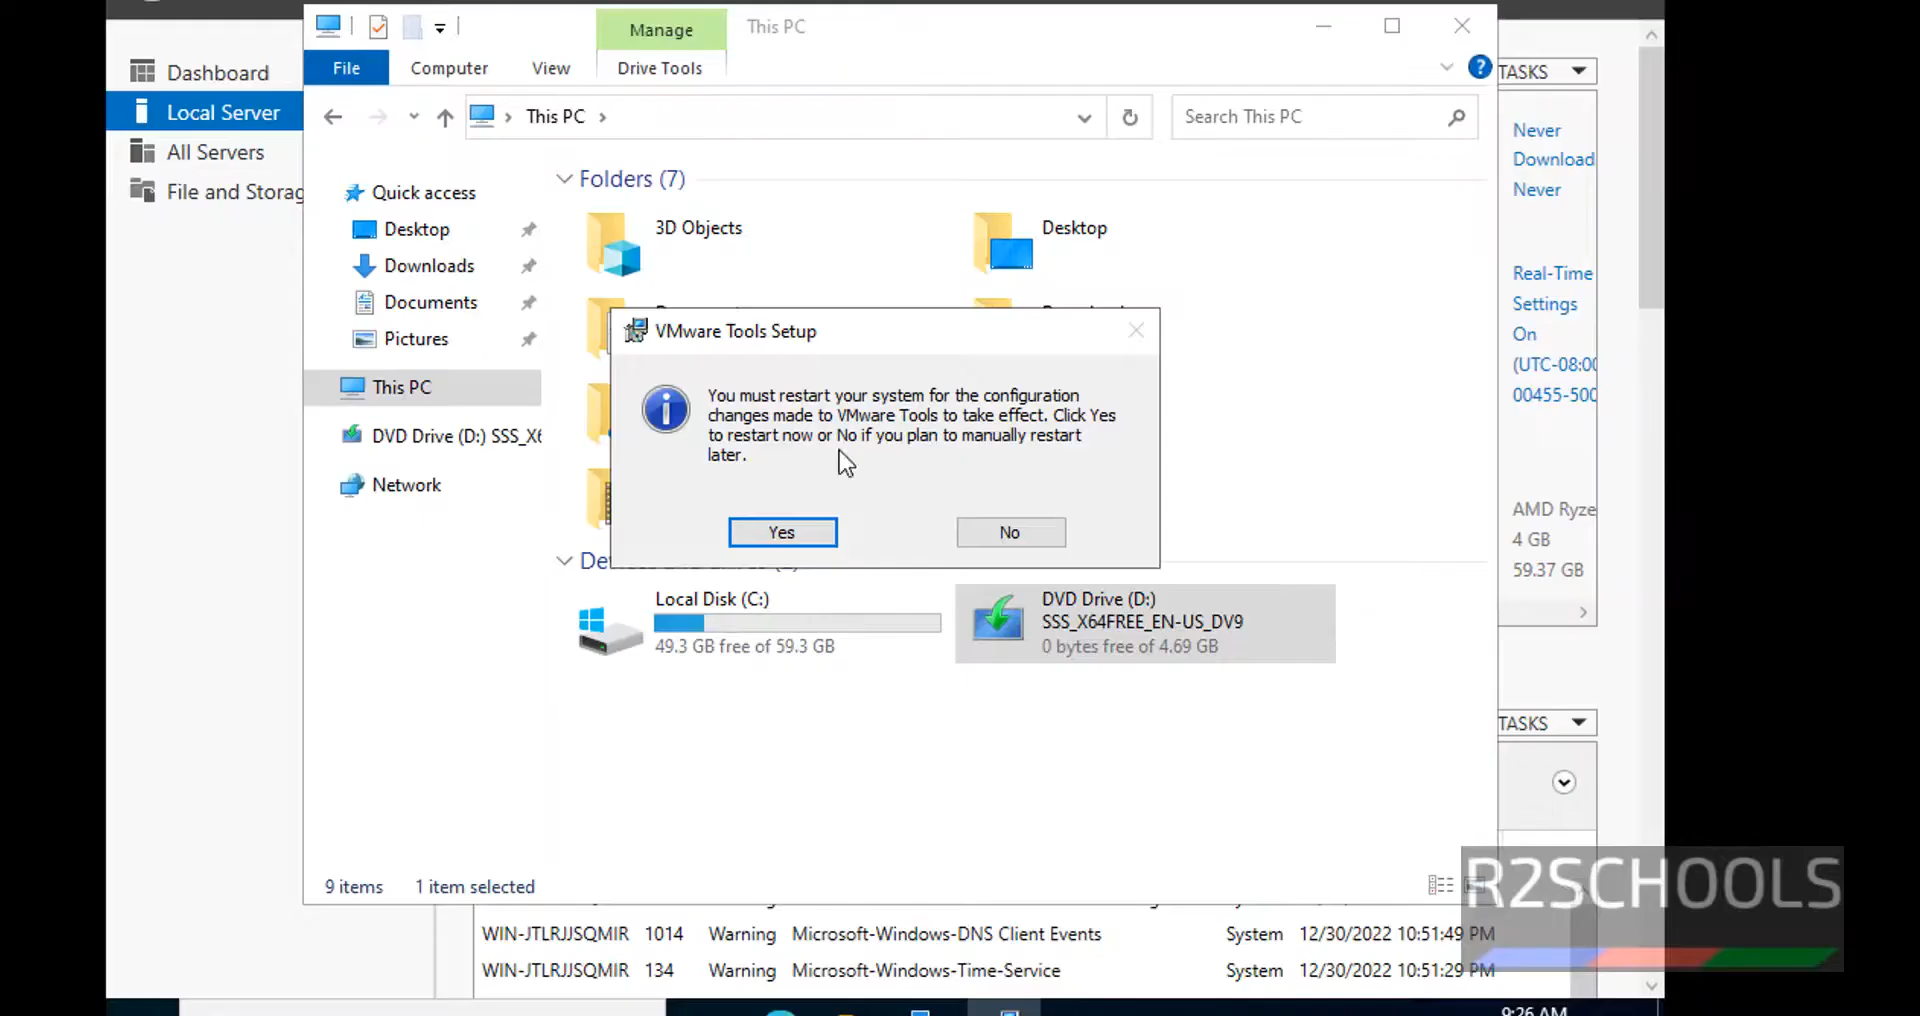 Manage
This PC
File
Computer
View
Drive Tools
This PC
Search This PC
Dashboard
Local Server
All Servers
File and Storag
Quick access
Desktop
Downloads
Documents
Pictures
This PC
DVD Drive (D:) SSS_X6
Network
Folders (7)
3D Objects
Desktop
VMware Tools Setup
You must restart your system for the configuration
changes made to VMware Tools to take effect. Click Yes
to restart now or No if you plan to manually restart
later.
Yes
No
Local Disk (C:)
49.3 GB free of 59.3 GB
DVD Drive (D:)
SSS_X64FREE_EN-US_DV9
0 bytes free of 4.69 GB
9 items
1 item selected
TASKS
Never
Download
Never
Real-Time
Settings
On
(UTC-08:00
00455-500
AMD Ryze
4 GB
59.37 GB
TASKS
R2SCHOOLS
WIN-JTLRJJSQMIR 1014 Warning Microsoft-Windows-DNS Client Events System 12/30/2022 10:51:49 PM
WIN-JTLRJJSQMIR 134 Warning Microsoft-Windows-Time-Service System 12/30/2022 10:51:29 PM
9:26 AM